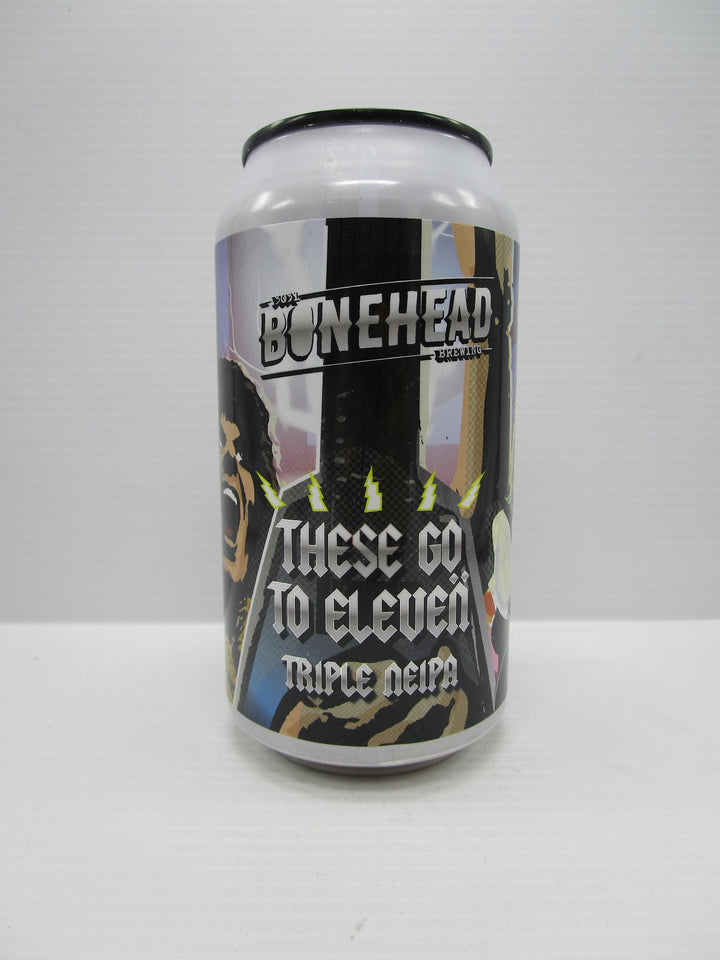 BONEHEAD
BREWING
THESE GO
TO ELEVEN̈
TRIPLE NEIPA